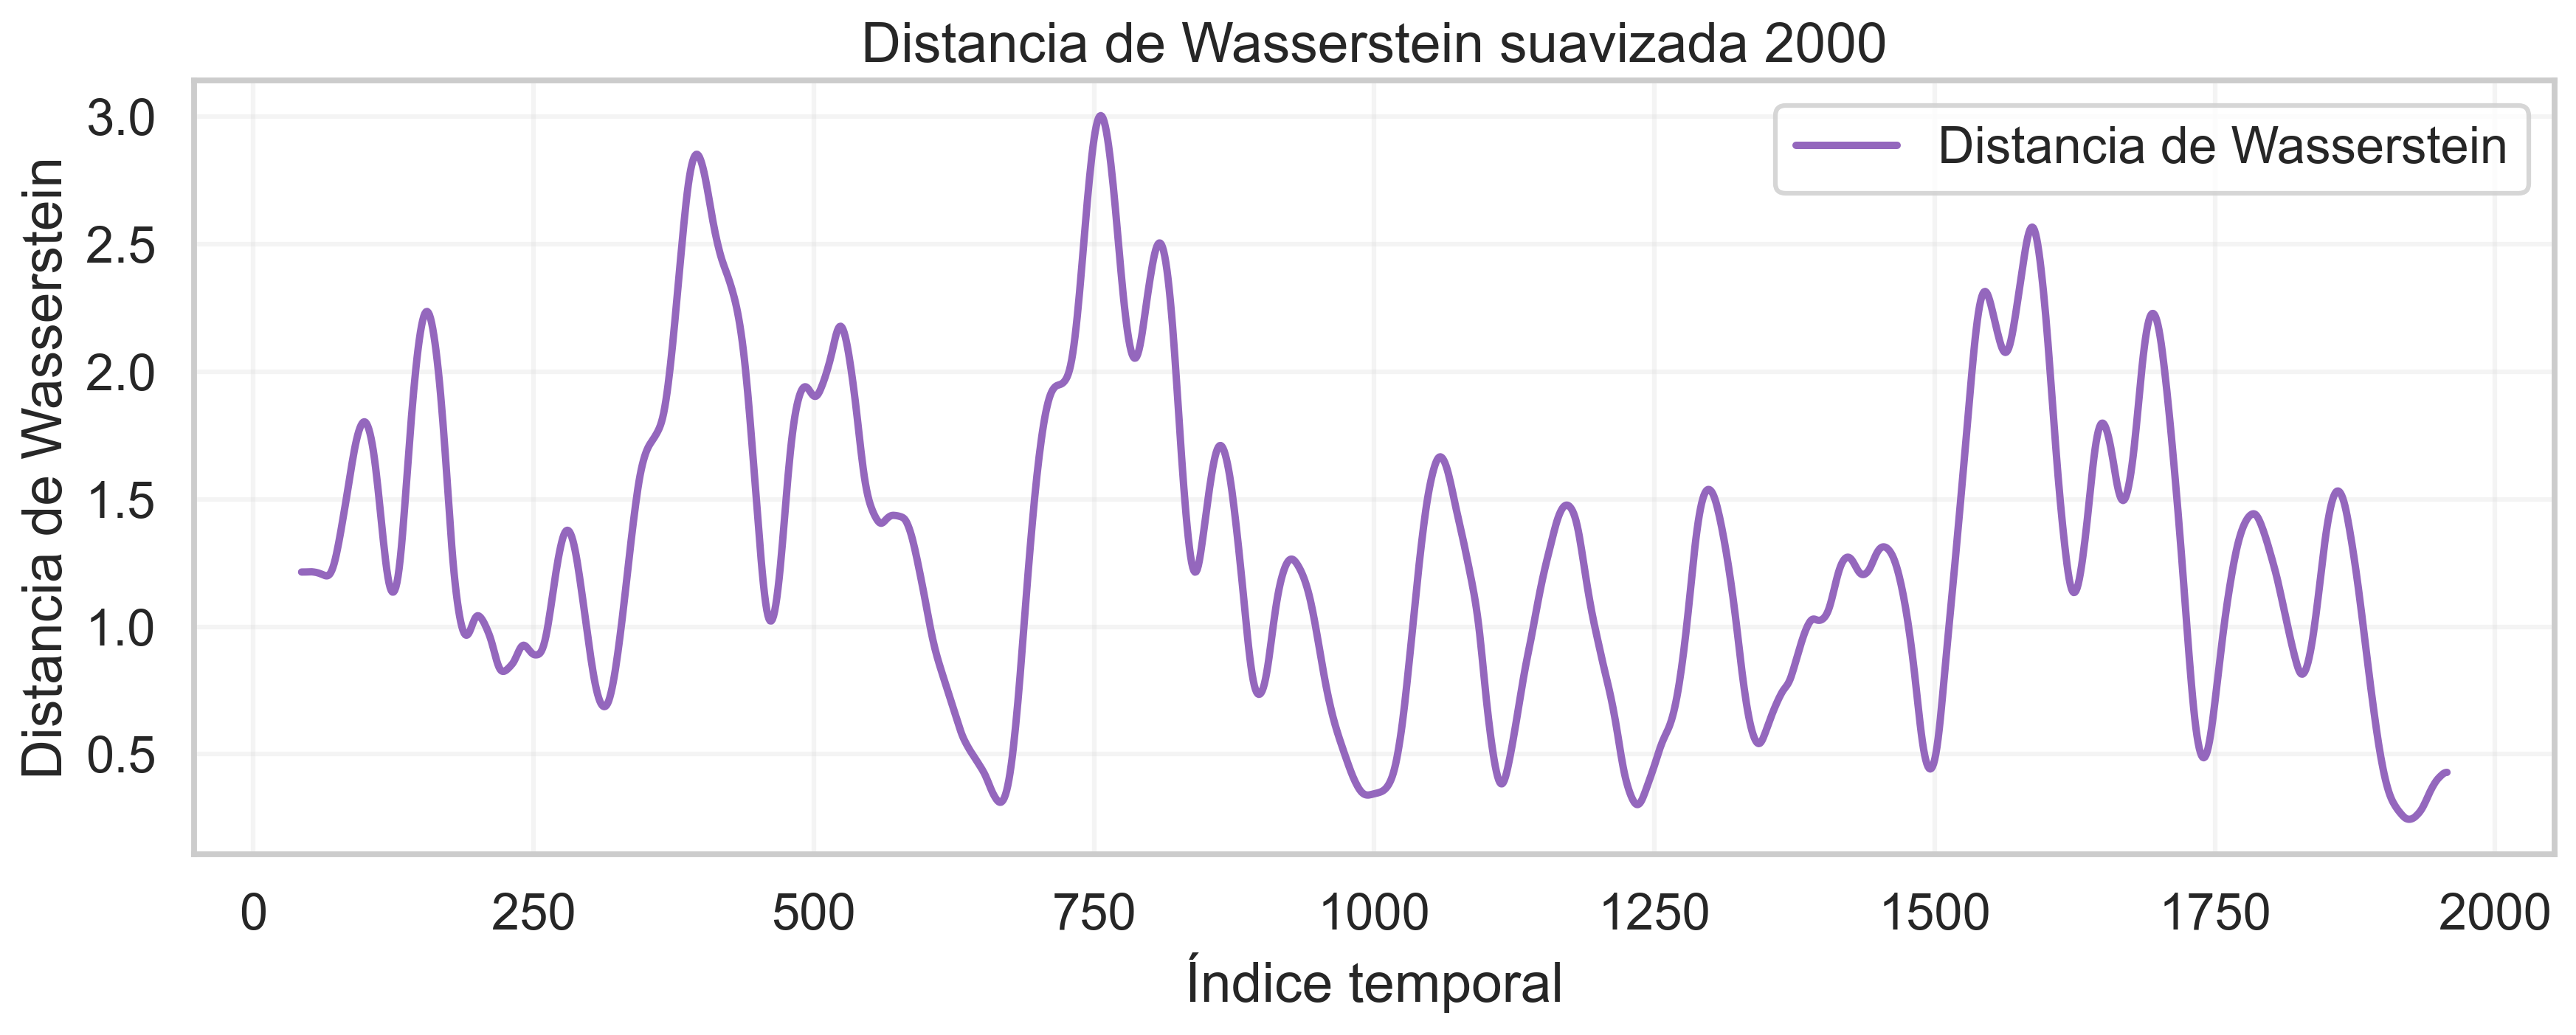 Distancia de Wasserstein suavizada 2000
Distancia de Wasserstein
3.0
2.5
2.0
1.5
1.0
0.5
Distancia de Wasserstein
0 250 500 750 1000 1250 1500 1750 2000
Índice temporal